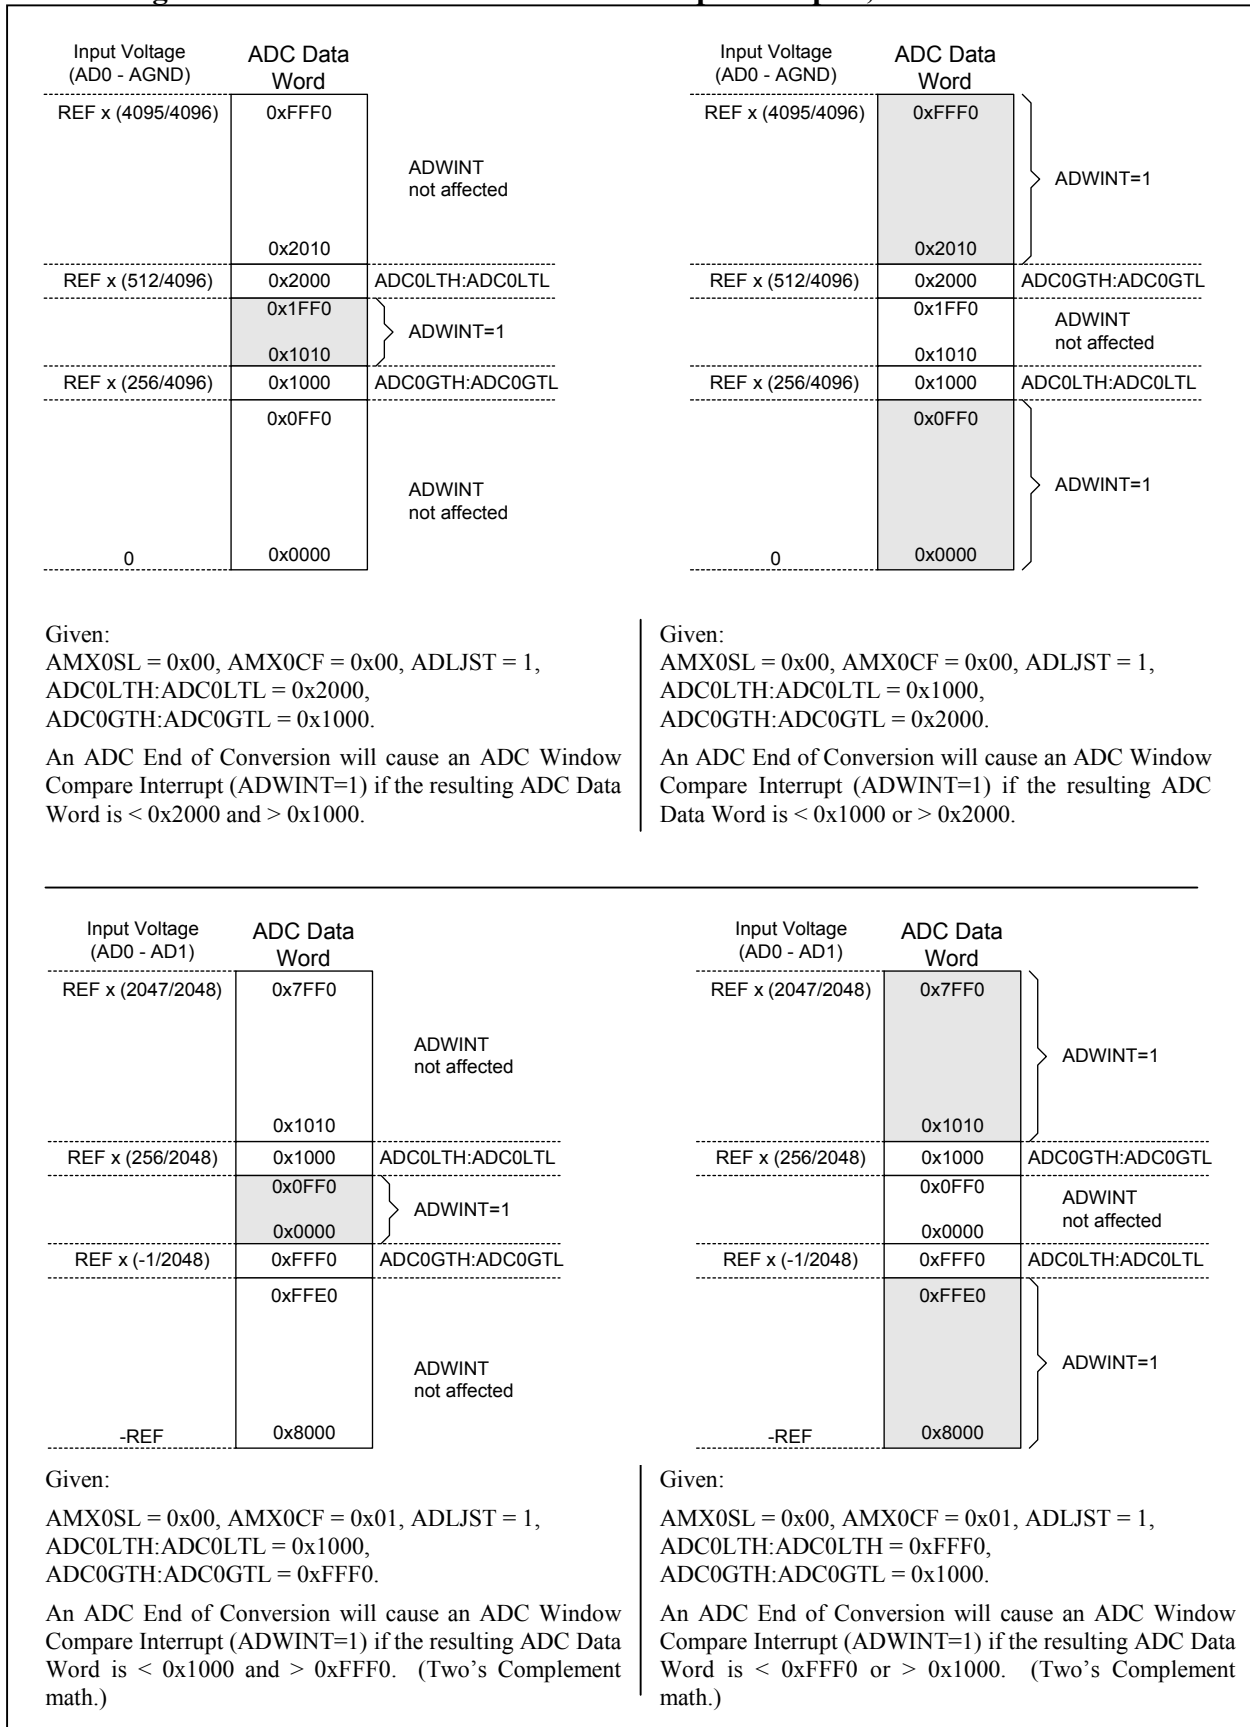 Input Voltage
(AD0 - AGND)
ADC Data
Word
REF x (4095/4096)
0xFFF0
ADWINT
not affected
0x2010
REF x (512/4096)
0x2000
ADC0LTH:ADC0LTL
0x1FF0
ADWINT=1
0x1010
REF x (256/4096)
0x1000
ADC0GTH:ADC0GTL
0x0FF0
ADWINT
not affected
0
0x0000
Given:
AMX0SL = 0x00, AMX0CF = 0x00, ADLJST = 1,
ADC0LTH:ADC0LTL = 0x2000,
ADC0GTH:ADC0GTL = 0x1000.
An ADC End of Conversion will cause an ADC Window
Compare Interrupt (ADWINT=1) if the resulting ADC Data
Word is < 0x2000 and > 0x1000.
Input Voltage
(AD0 - AGND)
ADC Data
Word
REF x (4095/4096)
0xFFF0
ADWINT=1
0x2010
REF x (512/4096)
0x2000
ADC0GTH:ADC0GTL
0x1FF0
ADWINT
not affected
0x1010
REF x (256/4096)
0x1000
ADC0LTH:ADC0LTL
0x0FF0
ADWINT=1
0
0x0000
Given:
AMX0SL = 0x00, AMX0CF = 0x00, ADLJST = 1,
ADC0LTH:ADC0LTL = 0x1000,
ADC0GTH:ADC0GTL = 0x2000.
An ADC End of Conversion will cause an ADC Window
Compare Interrupt (ADWINT=1) if the resulting ADC
Data Word is < 0x1000 or > 0x2000.
Input Voltage
(AD0 - AD1)
ADC Data
Word
REF x (2047/2048)
0x7FF0
ADWINT
not affected
0x1010
REF x (256/2048)
0x1000
ADC0LTH:ADC0LTL
0x0FF0
ADWINT=1
0x0000
REF x (-1/2048)
0xFFF0
ADC0GTH:ADC0GTL
0xFFE0
ADWINT
not affected
-REF
0x8000
Given:
AMX0SL = 0x00, AMX0CF = 0x01, ADLJST = 1,
ADC0LTH:ADC0LTL = 0x1000,
ADC0GTH:ADC0GTL = 0xFFF0.
An ADC End of Conversion will cause an ADC Window
Compare Interrupt (ADWINT=1) if the resulting ADC Data
Word is < 0x1000 and > 0xFFF0. (Two's Complement
math.)
Input Voltage
(AD0 - AD1)
ADC Data
Word
REF x (2047/2048)
0x7FF0
ADWINT=1
0x1010
REF x (256/2048)
0x1000
ADC0GTH:ADC0GTL
0x0FF0
ADWINT
not affected
0x0000
REF x (-1/2048)
0xFFF0
ADC0LTH:ADC0LTL
0xFFE0
ADWINT=1
-REF
0x8000
Given:
AMX0SL = 0x00, AMX0CF = 0x01, ADLJST = 1,
ADC0LTH:ADC0LTH = 0xFFF0,
ADC0GTH:ADC0GTL = 0x1000.
An ADC End of Conversion will cause an ADC Window
Compare Interrupt (ADWINT=1) if the resulting ADC Data
Word is < 0xFFF0 or > 0x1000. (Two's Complement
math.)